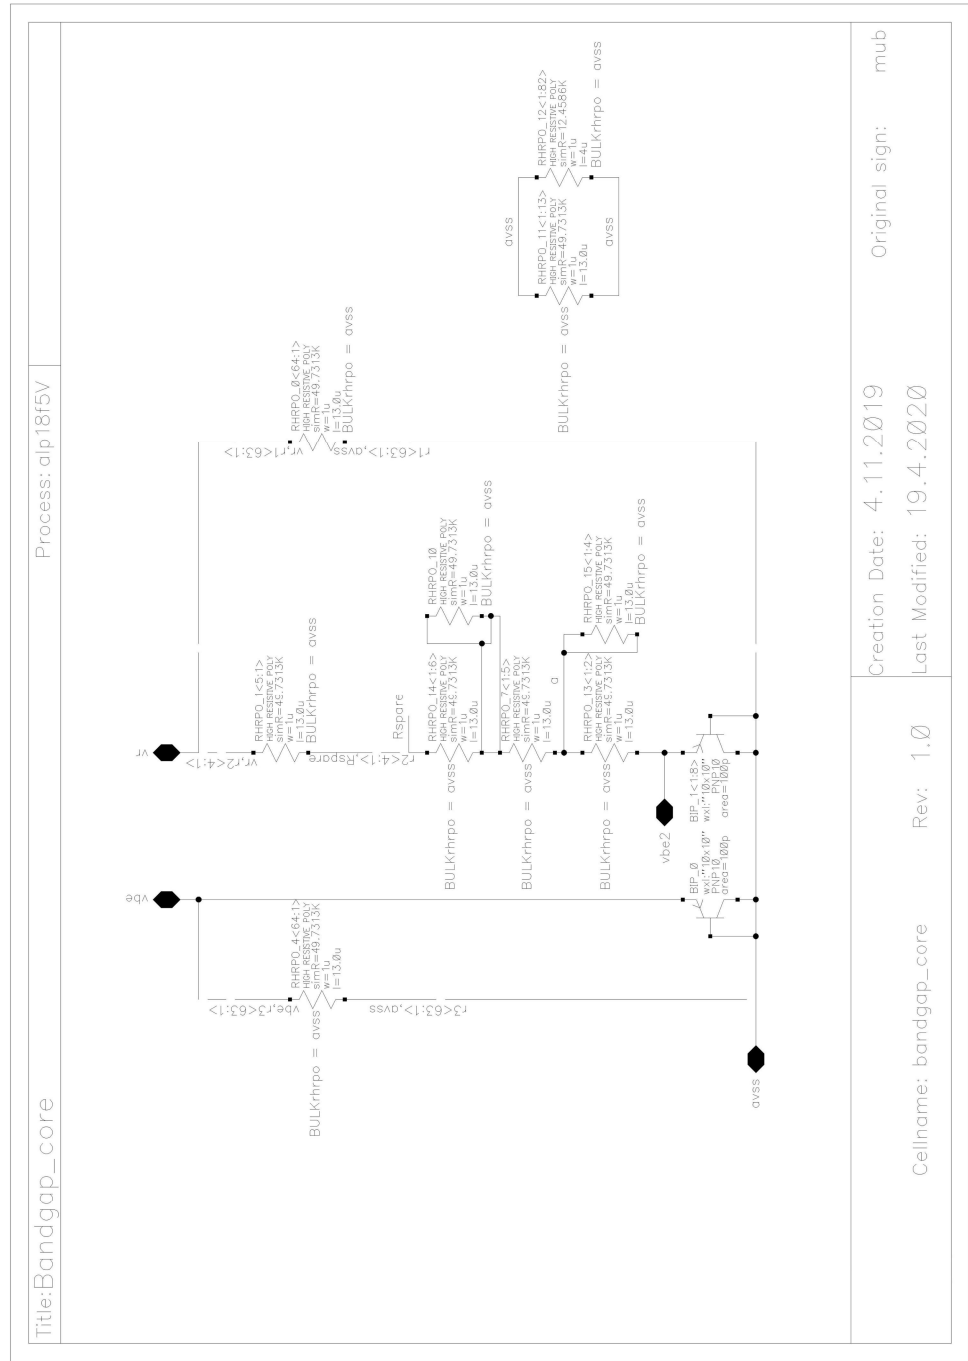 Title:Bandgap_core
Process: alp18f5V
vbe
vr
RHRPO_4<64:1>
HIGH RESISTIVE POLY
simR=49.7313K
w=1u
l=13.0u
BULKrhrpo = avss
vbe,r3<63:1>
r3<63:1>,avss
vr,r2<4:1>
RHRPO_1<5:1>
HIGH RESISTIVE POLY
simR=49.7313K
w=1u
l=13.0u
BULKrhrpo = avss
r2<4:1>,Rspare
Rspare
RHRPO_0<64:1>
HIGH RESISTIVE POLY
simR=49.7313K
w=1u
l=13.0u
BULKrhrpo = avss
vr,r1<63:1>
r1<63:1>,avss
RHRPO_14<1:6>
HIGH RESISTIVE POLY
simR=49.7313K
w=1u
l=13.0u
BULKrhrpo = avss
RHRPO_10
HIGH RESISTIVE POLY
simR=49.7313K
w=1u
l=13.0u
BULKrhrpo = avss
RHRPO_7<1:5>
HIGH RESISTIVE POLY
simR=49.7313K
w=1u
l=13.0u
BULKrhrpo = avss
a
RHRPO_13<1:2>
HIGH RESISTIVE POLY
simR=49.7313K
w=1u
l=13.0u
BULKrhrpo = avss
RHRPO_15<1:4>
HIGH RESISTIVE POLY
simR=49.7313K
w=1u
l=13.0u
BULKrhrpo = avss
avss
RHRPO_11<1:13>
HIGH RESISTIVE POLY
simR=49.7313K
w=1u
l=13.0u
BULKrhrpo = avss
RHRPO_12<1:82>
HIGH RESISTIVE POLY
simR=12.4586K
w=1u
l=4u
BULKrhrpo = avss
avss
vbe2
BIP_0
wxl:"10x10"
PNP10
area=100p
BIP_1<1:8>
wxl:"10x10"
PNP10
area=100p
avss
Cellname: bandgap_core
Rev: 1.0
Creation Date: 4.11.2019
Last Modified: 19.4.2020
Original sign: mub